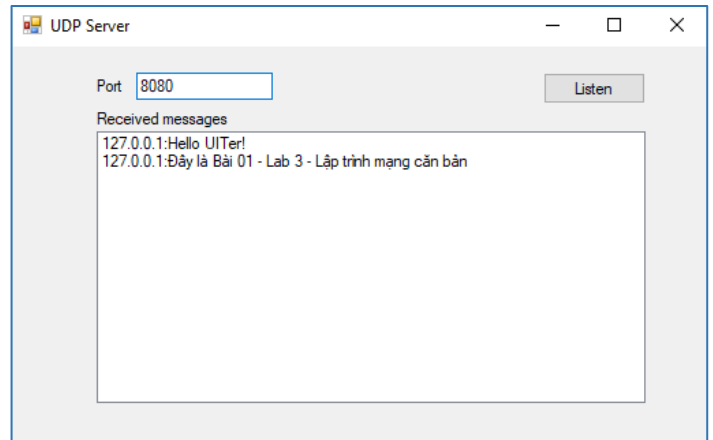 UDP Server
Port 8080 Listen
Received messages
127.0.0.1:Hello UITer!
127.0.0.1:Đây là Bài 01 - Lab 3 - Lập trình mạng căn bản